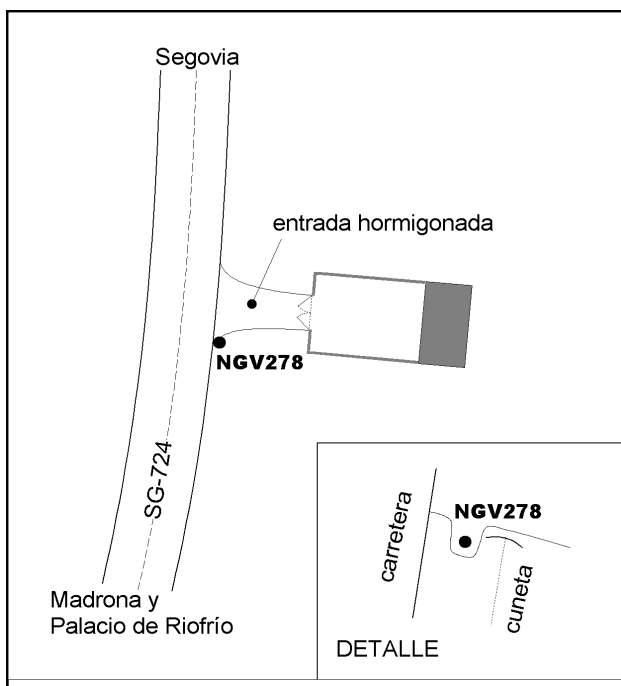 Segovia
entrada hormigonada
NGV278
SG-724
Madrona y
Palacio de Riofrío
carretera
NGV278
cuneta
DETALLE